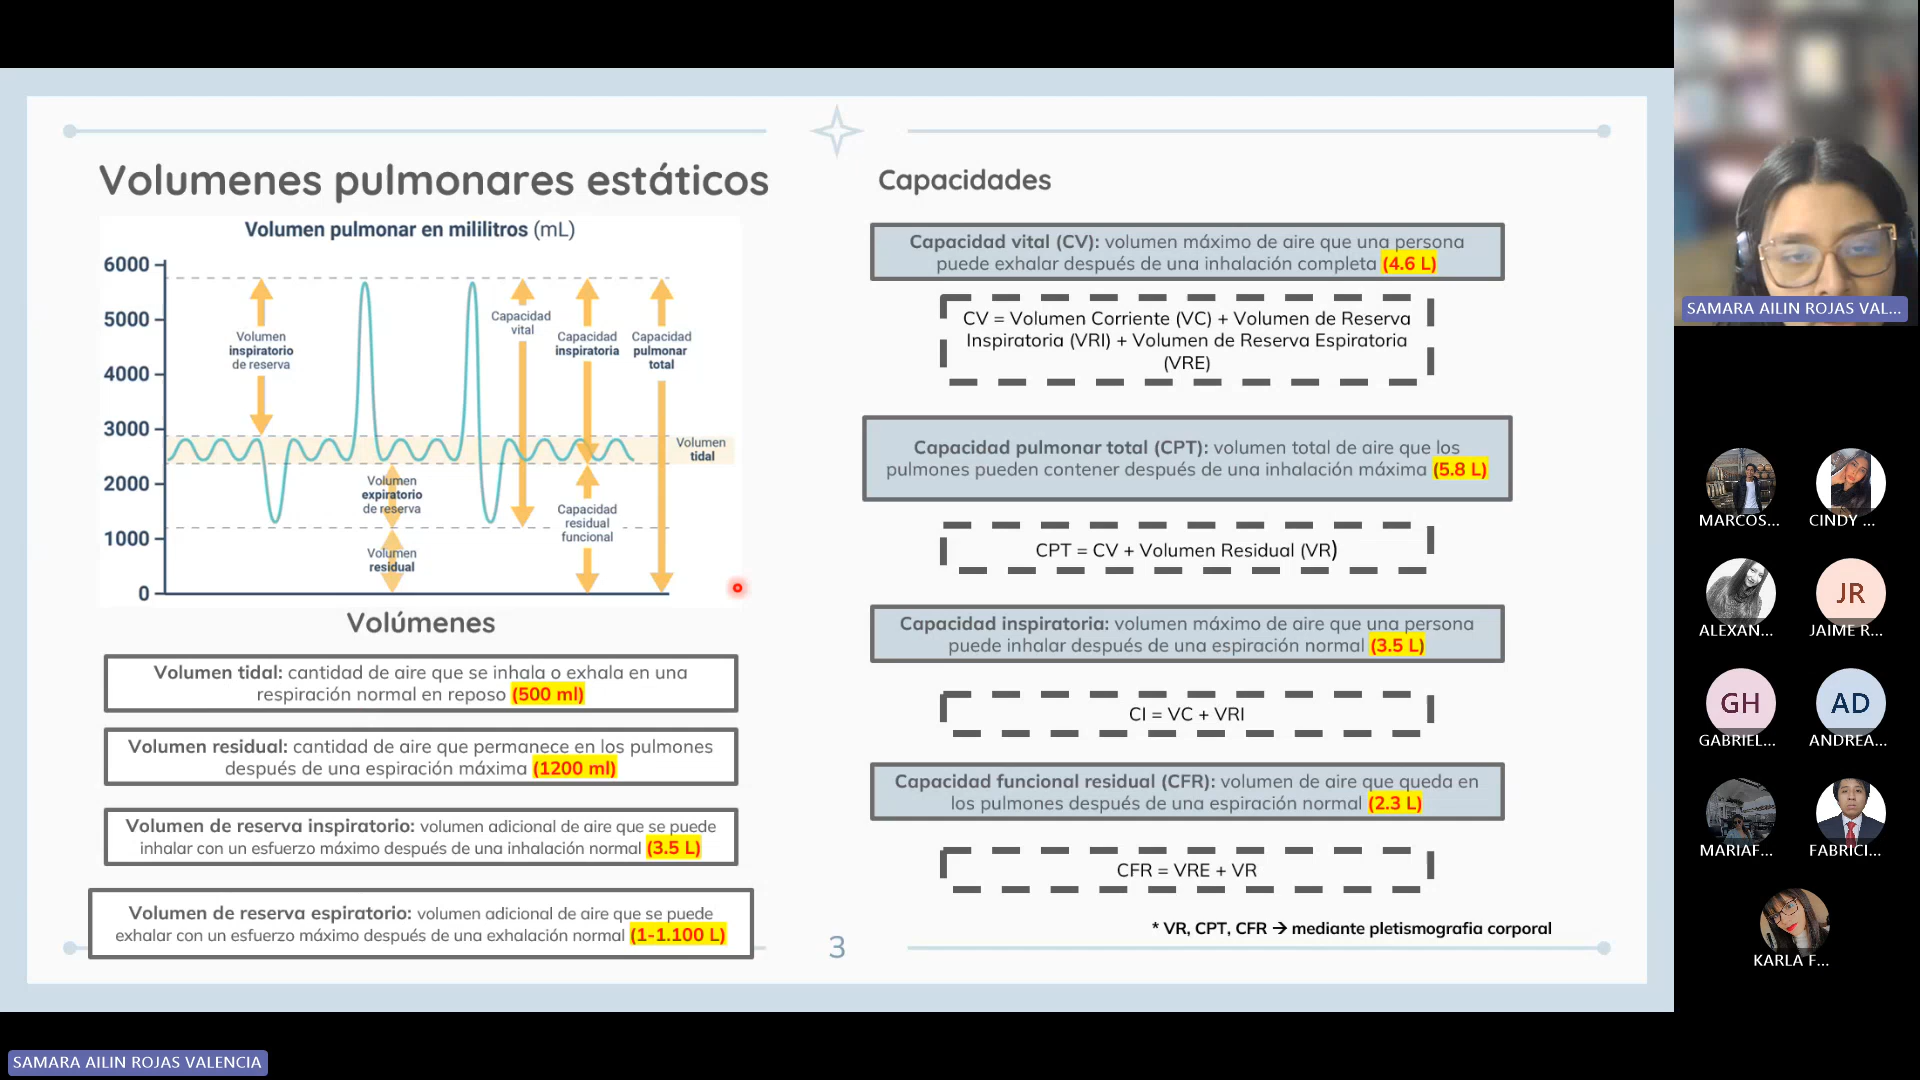 Volumenes pulmonares estáticos
Volumen pulmonar en mililitros (mL)
6000
5000
4000
3000
2000
1000
0
Volumen
inspiratorio
de reserva
Capacidad
vital
Capacidad
inspiratoria
Capacidad
pulmonar
total
Volumen
tidal
Volumen
expiratorio
de reserva
Capacidad
residual
funcional
Volumen
residual
Volúmenes
Volumen tidal: cantidad de aire que se inhala o exhala en una
respiración normal en reposo (500 ml)
Volumen residual: cantidad de aire que permanece en los pulmones
después de una espiración máxima (1200 ml)
Volumen de reserva inspiratorio: volumen adicional de aire que se puede
inhalar con un esfuerzo máximo después de una inhalación normal (3.5 L)
Volumen de reserva espiratorio: volumen adicional de aire que se puede
exhalar con un esfuerzo máximo después de una exhalación normal (1-1.100 L)
Capacidades
Capacidad vital (CV): volumen máximo de aire que una persona
puede exhalar después de una inhalación completa (4.6 L)
CV = Volumen Corriente (VC) + Volumen de Reserva
Inspiratoria (VRI) + Volumen de Reserva Espiratoria
(VRE)
Capacidad pulmonar total (CPT): volumen total de aire que los
pulmones pueden contener después de una inhalación máxima (5.8 L)
CPT = CV + Volumen Residual (VR)
Capacidad inspiratoria: volumen máximo de aire que una persona
puede inhalar después de una espiración normal (3.5 L)
CI = VC + VRI
Capacidad funcional residual (CFR): volumen de aire que queda en
los pulmones después de una espiración normal (2.3 L)
CFR = VRE + VR
* VR, CPT, CFR → mediante pletismografia corporal
3
SAMARA AILIN ROJAS VAL...
MARCOS...
CINDY ...
ALEXAN...
JR
JAIME R...
GH
GABRIEL...
AD
ANDREA...
MARIAF...
FABRICI...
KARLA F...
SAMARA AILIN ROJAS VALENCIA